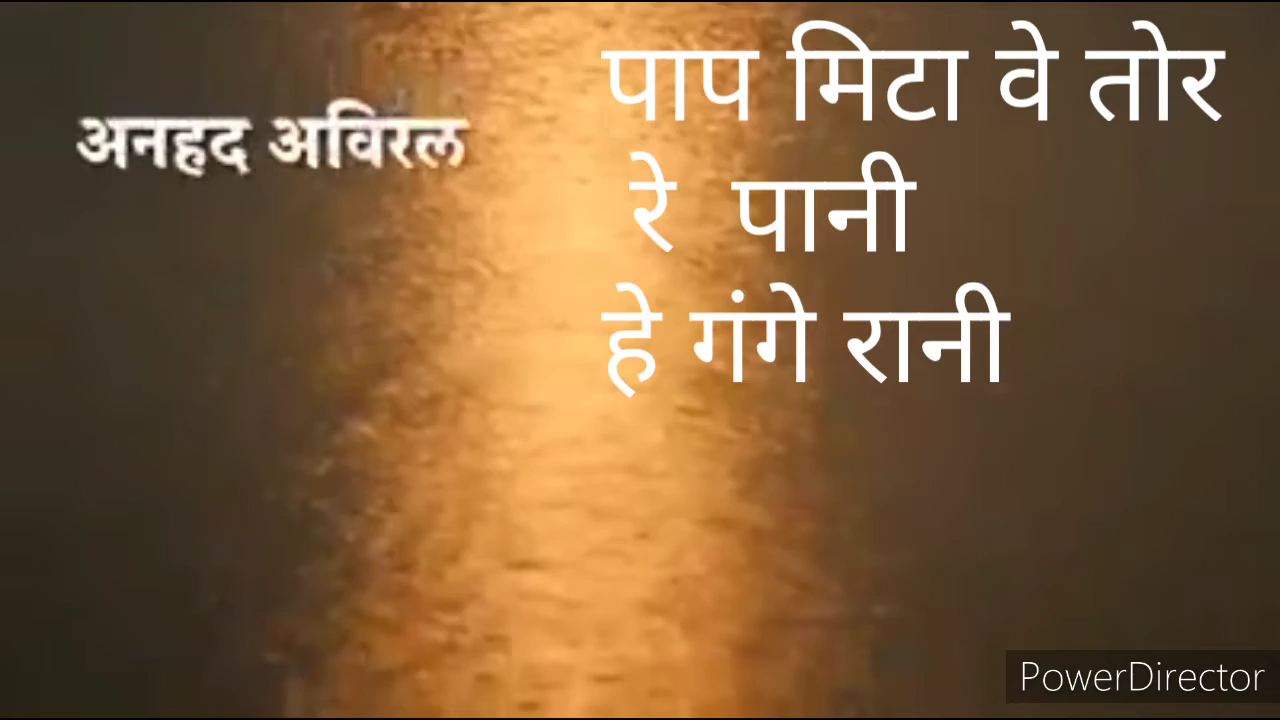 पाप मिटा वे तोर
अनहद अविरल
रे पानी
हे गंगे रानी
PowerDirector